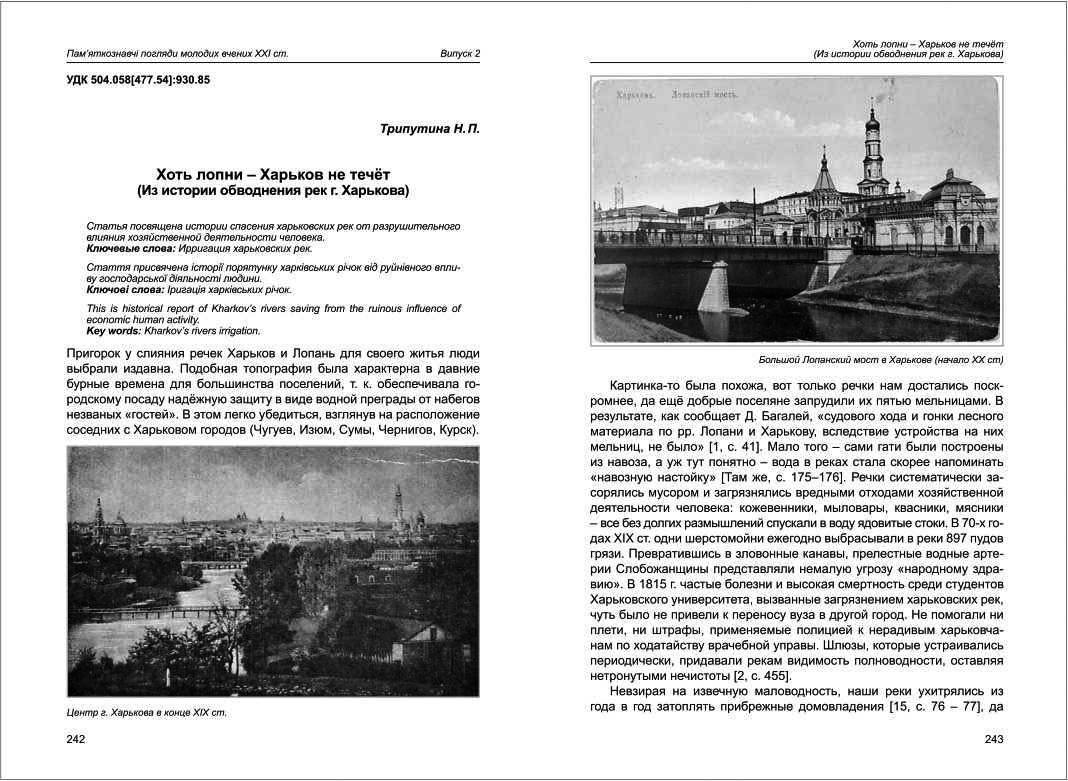 Пам'яткознавчі погляди молодих вчених XXI ст. Випуск 2
УДК 504.058[477.54]:930.85
Трипутина Н. П.
Хоть лопни – Харьков не течёт
(Из истории обводнения рек г. Харькова)
Статья посвящена истории спасения харьковских рек от разрушительного
влияния хозяйственной деятельности человека.
Ключевые слова: Ирригация харьковских рек.
Стаття присвячена історії порятунку харківських річок від руйнівного впли-
ву господарської діяльності людини.
Ключові слова: Іригація харківських річок.
This is historical report of Kharkov's rivers saving from the ruinous influence of
economic human activity.
Key words: Kharkov's rivers irrigation.
Пригорок у слияния речек Харьков и Лопань для своего житья люди
выбрали издавна. Подобная топография была характерна в давние
бурные времена для большинства поселений, т. к. обеспечивала го-
родскому посаду надёжную защиту в виде водной преграды от набегов
незваных «гостей». В этом легко убедиться, взглянув на расположение
соседних с Харьковом городов (Чугуев, Изюм, Сумы, Чернигов, Курск).
Центр г. Харькова в конце XIX ст.
242
Хоть лопни – Харьков не течёт
(Из истории обводнения рек г. Харькова)
Харьковъ. Лопанскій мостъ.
Большой Лопанский мост в Харькове (начало XX ст)
Картинка-то была похожа, вот только речки нам достались поск-
ромнее, да ещё добрые поселяне запрудили их пятью мельницами. В
результате, как сообщает Д. Багалей, «судового хода и гонки лесного
материала по рр. Лопани и Харькову, вследствие устройства на них
мельниц, не было» [1, с. 41]. Мало того – сами гати были построены
из навоза, а уж тут понятно – вода в реках стала скорее напоминать
«навозную настойку» [Там же, с. 175–176]. Речки систематически за-
сорялись мусором и загрязнялись вредными отходами хозяйственной
деятельности человека: кожевенники, мыловары, квасники, мясники
– все без долгих размышлений спускали в воду ядовитые стоки. В 70-х го-
дах XIX ст. одни шерстомойни ежегодно выбрасывали в реки 897 пудов
грязи. Превратившись в зловонные канавы, прелестные водные арте-
рии Слобожанщины представляли немалую угрозу «народному здра-
вию». В 1815 г. частые болезни и высокая смертность среди студентов
Харьковского университета, вызванные загрязнением харьковских рек,
чуть было не привели к переносу вуза в другой город. Не помогали ни
плети, ни штрафы, применяемые полицией к нерадивым харьковча-
нам по ходатайству врачебной управы. Шлюзы, которые устраивались
периодически, придавали рекам видимость полноводности, оставляя
нетронутыми нечистоты [2, с. 455].
Невзирая на извечную маловодность, наши реки ухитрялись из
года в год затоплять прибрежные домовладения [15, с. 76 – 77], да
243